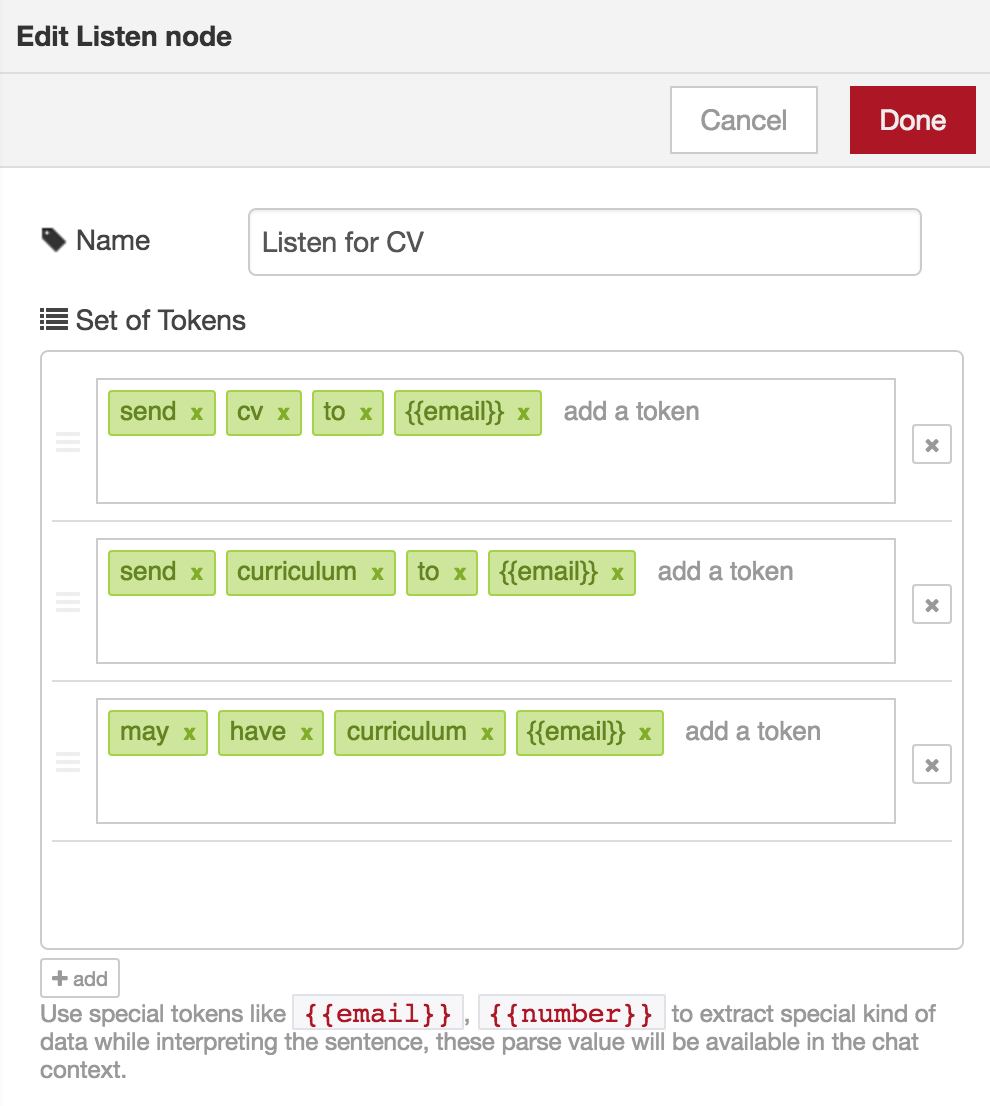 Edit Listen node
Cancel Done
Name Listen for CV
Set of Tokens
send x cv x to x {{email}} x add a token
send x curriculum x to x {{email}} x add a token
may x have x curriculum x {{email}} x add a token
+ add
Use special tokens like {{email}}, {{number}} to extract special kind of
data while interpreting the sentence, these parse value will be available in the chat
context.